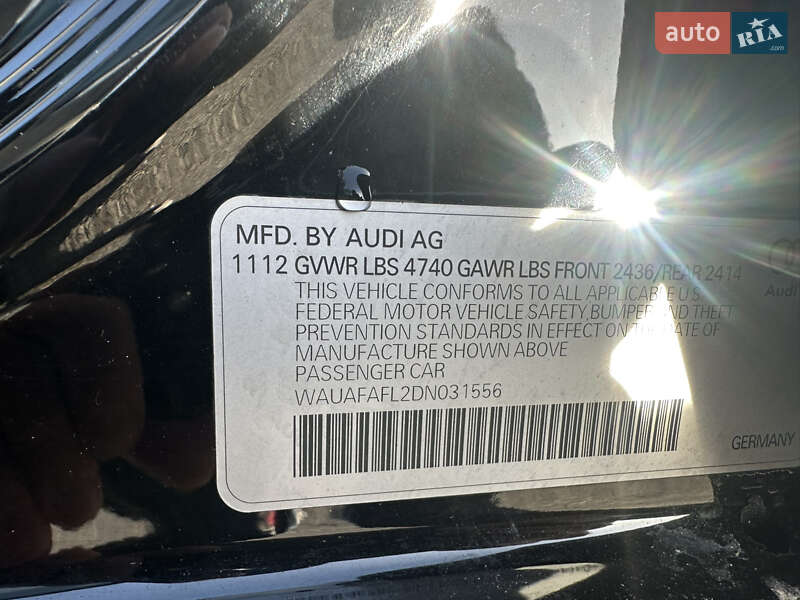 auto RIA
.com
MFD. BY AUDI AG
1112 GVWR LBS 4740 GAWR LBS FRONT 2436/REAR 2414
THIS VEHICLE CONFORMS TO ALL APPLICABLE U.S.
FEDERAL MOTOR VEHICLE SAFETY, BUMPER AND THEFT
PREVENTION STANDARDS IN EFFECT ON THE DATE OF
MANUFACTURE SHOWN ABOVE
PASSENGER CAR
WAUAFAFL2DN031556
Audi
GERMANY